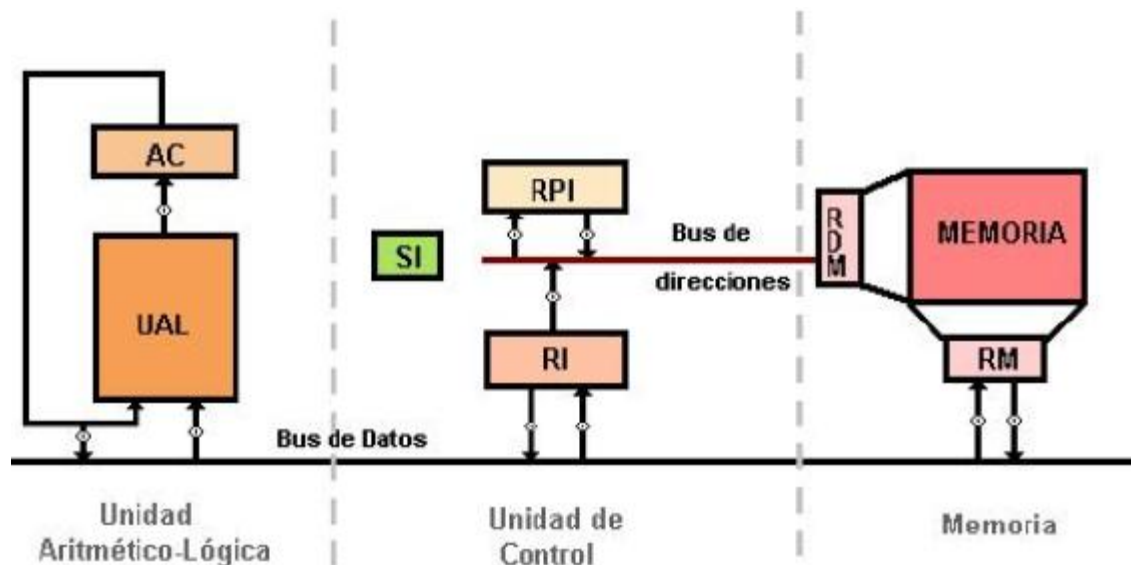 AC
UAL
SI
RPI
RI
Bus de
direcciones
RDM
MEMORIA
RM
Bus de Datos
Unidad
Aritmético-Lógica
Unidad de
Control
Memoria